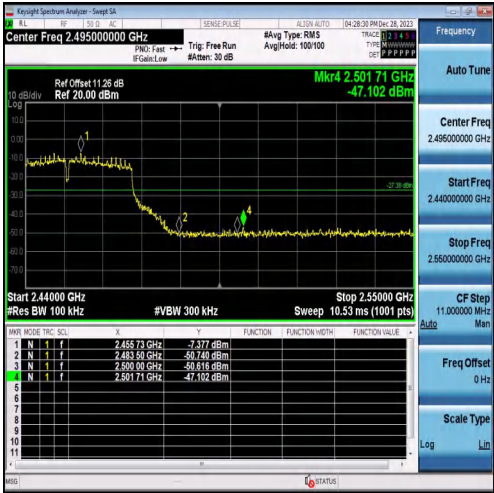 Keysight Spectrum Analyzer - Swept SA
RL RF 50 Ω AC SENSE:PULSE ALIGN AUTO 04:28:30 PM Dec 28, 2023
Center Freq 2.495000000 GHz
PNO: Fast
IFGain:Low
Trig: Free Run
#Atten: 30 dB
#Avg Type: RMS
Avg|Hold: 100/100
TRACE 1 2 3 4 5 6
TYPE M WWWWW
DET P P P P P P
Ref Offset 11.26 dB
10 dB/div Ref 20.00 dBm
Mkr4 2.501 71 GHz
-47.102 dBm
Log
10.0
0.00
-10.0
-20.0
-30.0
-40.0
-50.0
-60.0
-70.0
1
2
4
-27.38 dBm
Start 2.44000 GHz Stop 2.55000 GHz
#Res BW 100 kHz #VBW 300 kHz Sweep 10.53 ms (1001 pts)
MKR MODE TRC SCL X Y FUNCTION FUNCTION WIDTH FUNCTION VALUE
1 N 1 f 2.455 73 GHz -7.377 dBm
2 N 1 f 2.483 50 GHz -50.740 dBm
3 N 1 f 2.500 00 GHz -50.616 dBm
4 N 1 f 2.501 71 GHz -47.102 dBm
5
6
7
8
9
10
11
MSG STATUS
Frequency
Auto Tune
Center Freq
2.495000000 GHz
Start Freq
2.440000000 GHz
Stop Freq
2.550000000 GHz
CF Step
11.000000 MHz
Auto Man
Freq Offset
0 Hz
Scale Type
Log Lin